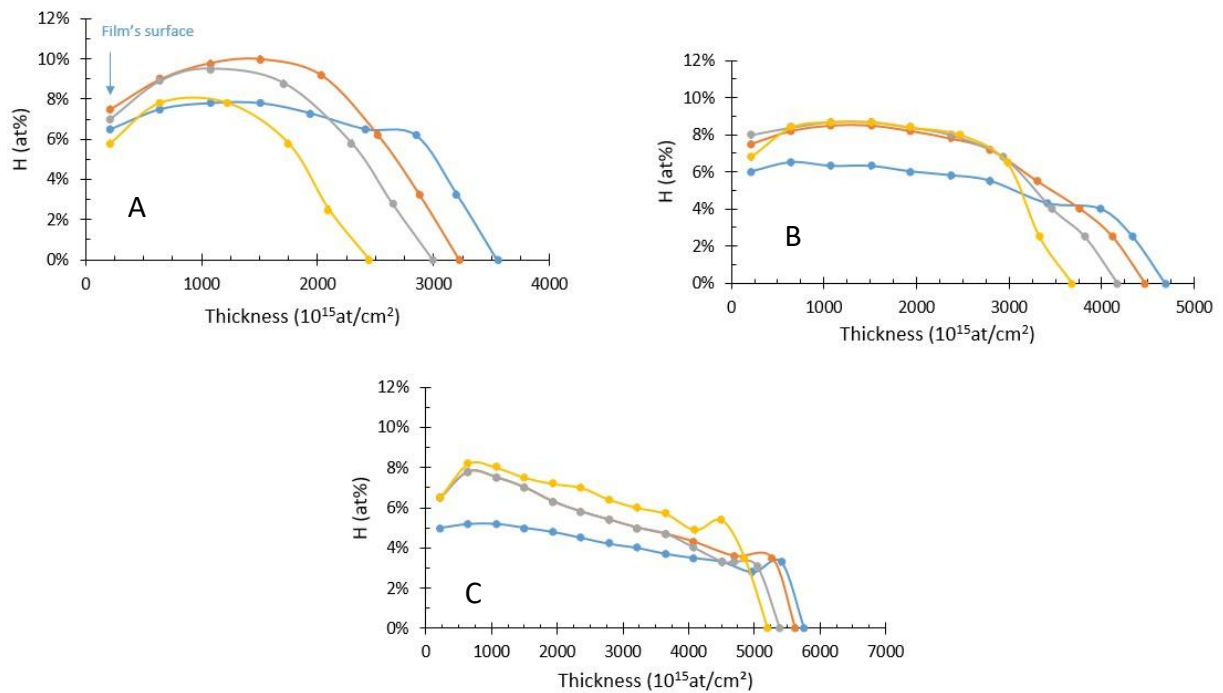 12%
Film's surface
10%
8%
6%
4%
2%
0%
H (at%)
A
0 1000 2000 3000 4000
Thickness (10¹⁵at/cm²)
12%
10%
8%
6%
4%
2%
0%
H (at%)
B
0 1000 2000 3000 4000 5000
Thickness (10¹⁵at/cm²)
12%
10%
8%
6%
4%
2%
0%
H (at%)
C
0 1000 2000 3000 4000 5000 6000 7000
Thickness (10¹⁵at/cm²)